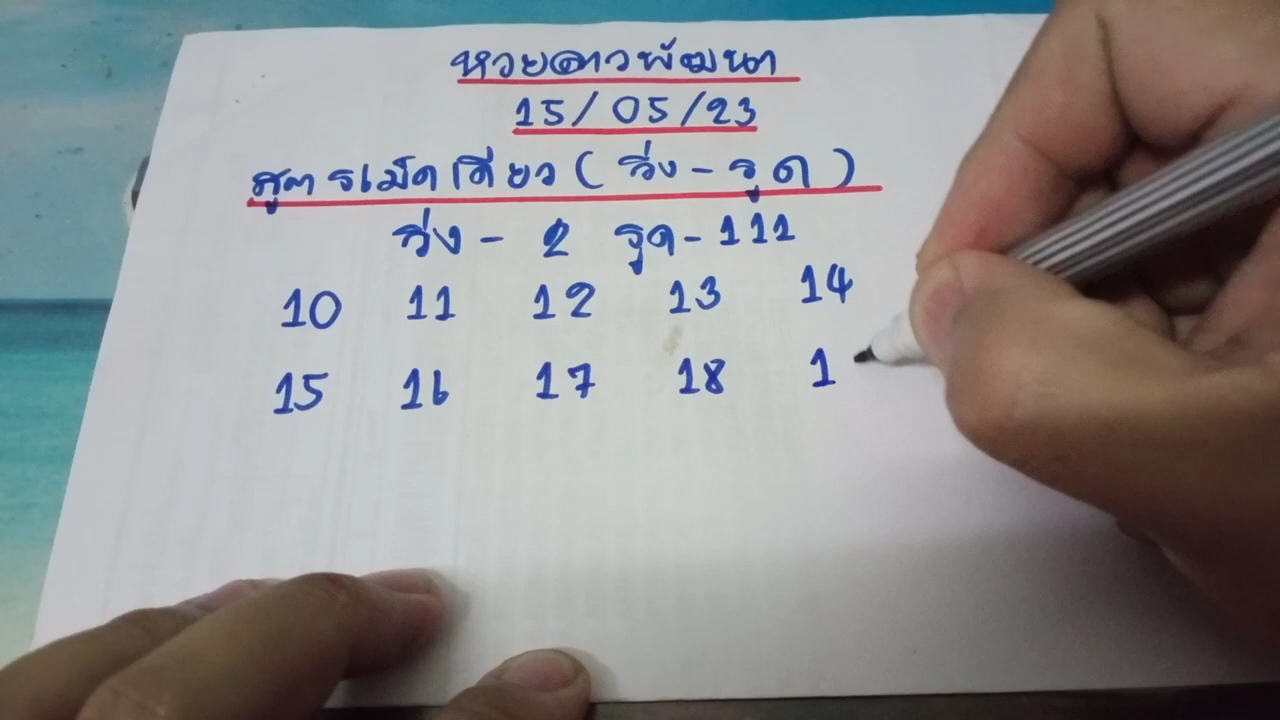 หวยลาวพัฒนา
15/05/23
สูตรเม็ดเดียว (วิ่ง - รูด)
วิ่ง - 2 รูด - 111
10 11 12 13 14
15 16 17 18 1